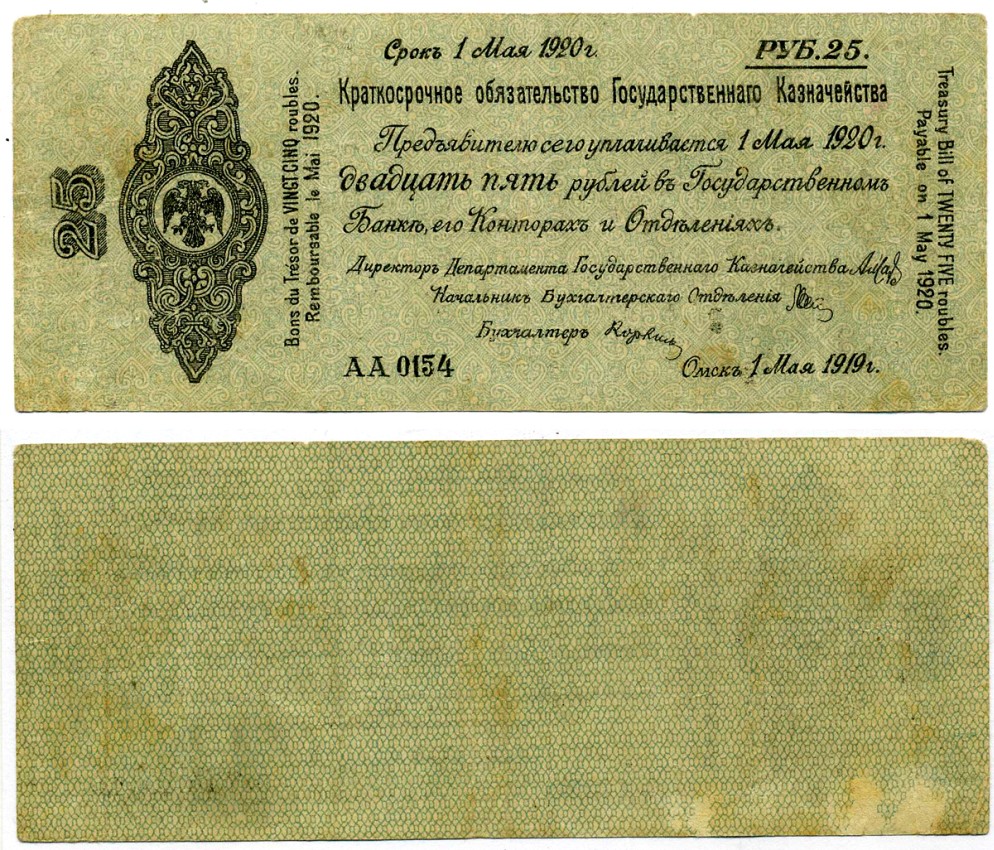 Срокъ 1 Мая 1920 г.
РУБ. 25.
Краткосрочное обязательство Государственнаго Казначейства
Предъявителю сего уплачивается 1 Мая 1920 г.
двадцать пять рублей въ Государственномъ
Банкѣ, его Конторахъ и Отдѣленіяхъ.
Директоръ Департамента Государственнаго Казначейства
Начальникъ Бухгалтерскаго Отдѣленія
Бухгалтеръ
АА 0154
Омскъ 1 Мая 1919 г.
25
Bons du Trésor de VINGT CINQ roubles.
Remboursable le Mai 1920.
Treasury Bill of TWENTY FIVE roubles.
Payable on 1 May 1920.